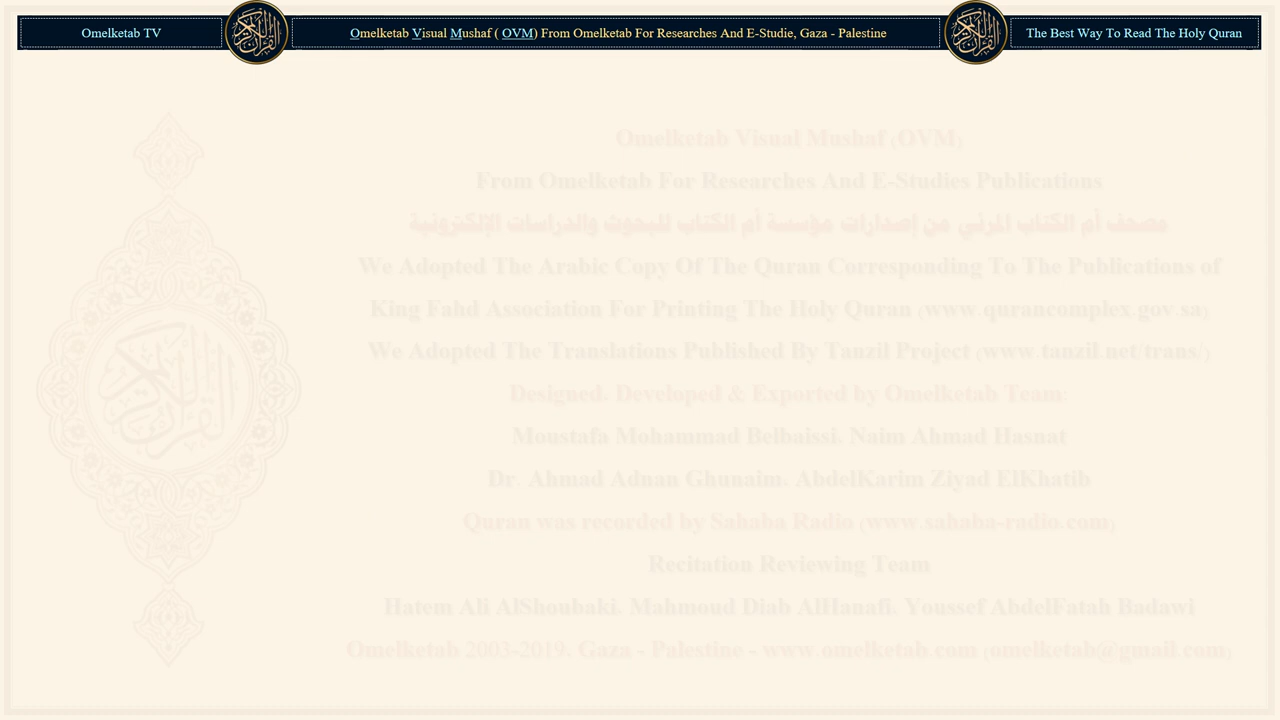 Omelketab TV
Omelketab Visual Mushaf ( OVM) From Omelketab For Researches And E-Studie, Gaza - Palestine
The Best Way To Read The Holy Quran
Omelketab Visual Mushaf (OVM)
From Omelketab For Researches And E-Studies Publications
مصحف أم الكتاب المرئي من إصدارات مؤسسة أم الكتاب للبحوث والدراسات الإلكترونية
We Adopted The Arabic Copy Of The Quran Corresponding To The Publications of
King Fahd Association For Printing The Holy Quran (www.qurancomplex.gov.sa)
We Adopted The Translations Published By Tanzil Project (www.tanzil.net/trans/)
Designed, Developed & Exported by Omelketab Team:
Moustafa Mohammad Belbaissi, Naim Ahmad Hasnat
Dr. Ahmad Adnan Ghunaim, AbdelKarim Ziyad ElKhatib
Quran was recorded by Sahaba Radio (www.sahaba-radio.com)
Recitation Reviewing Team
Hatem Ali AlShoubaki, Mahmoud Diab AlHanafi, Youssef AbdelFatah Badawi
Omelketab 2003-2019, Gaza - Palestine - www.omelketab.com (omelketab@gmail.com)